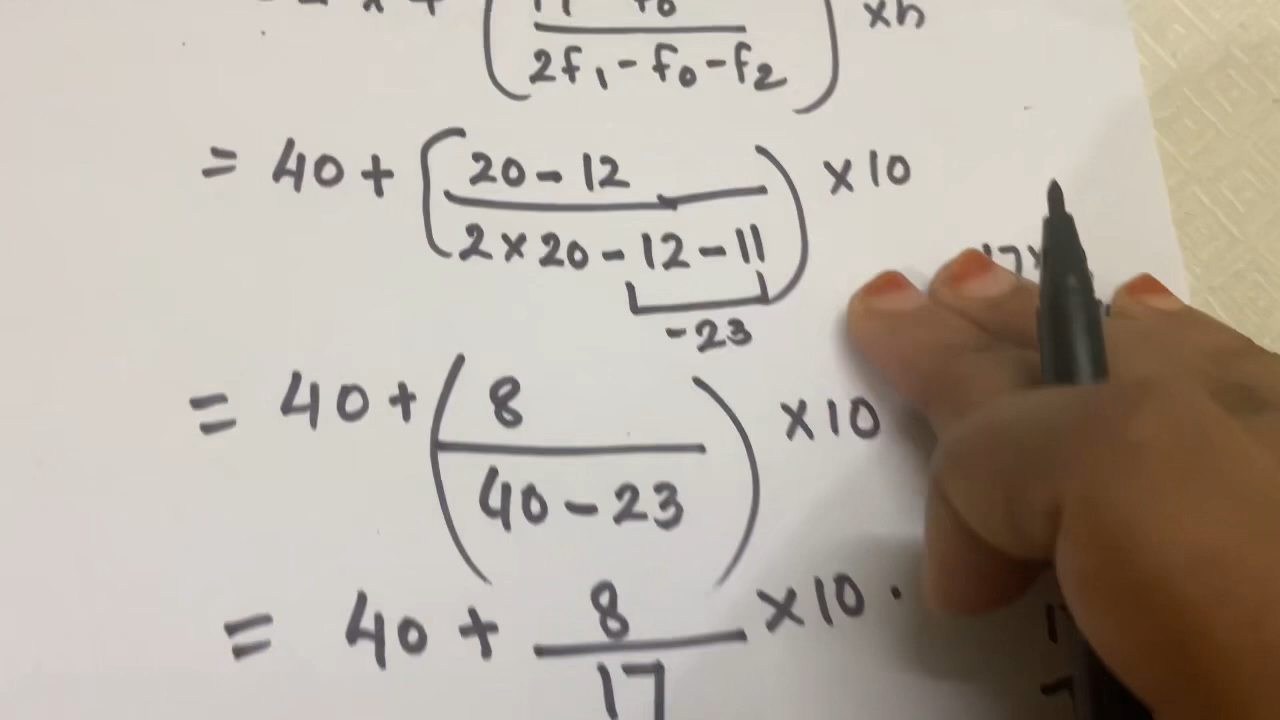 2f₁ - f₀ - f₂ × h
= 40 + ( 20 - 12 / 2 × 20 - 12 - 11 ) × 10
-23
= 40 + ( 8 / 40 - 23 ) × 10
= 40 + 8 / 17 × 10